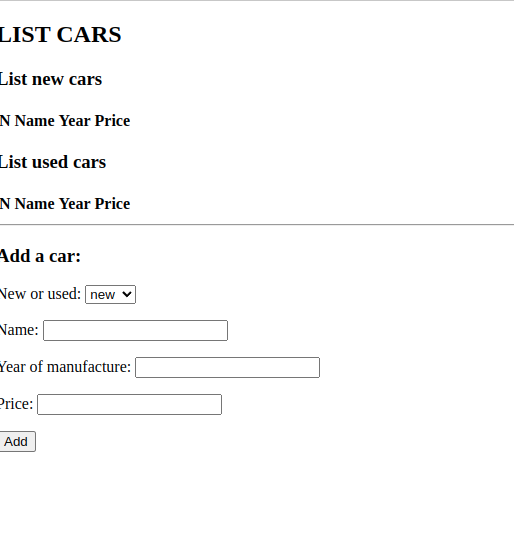 LIST CARS
List new cars
N Name Year Price
List used cars
N Name Year Price
Add a car:
New or used: new
Name:
Year of manufacture:
Price:
Add